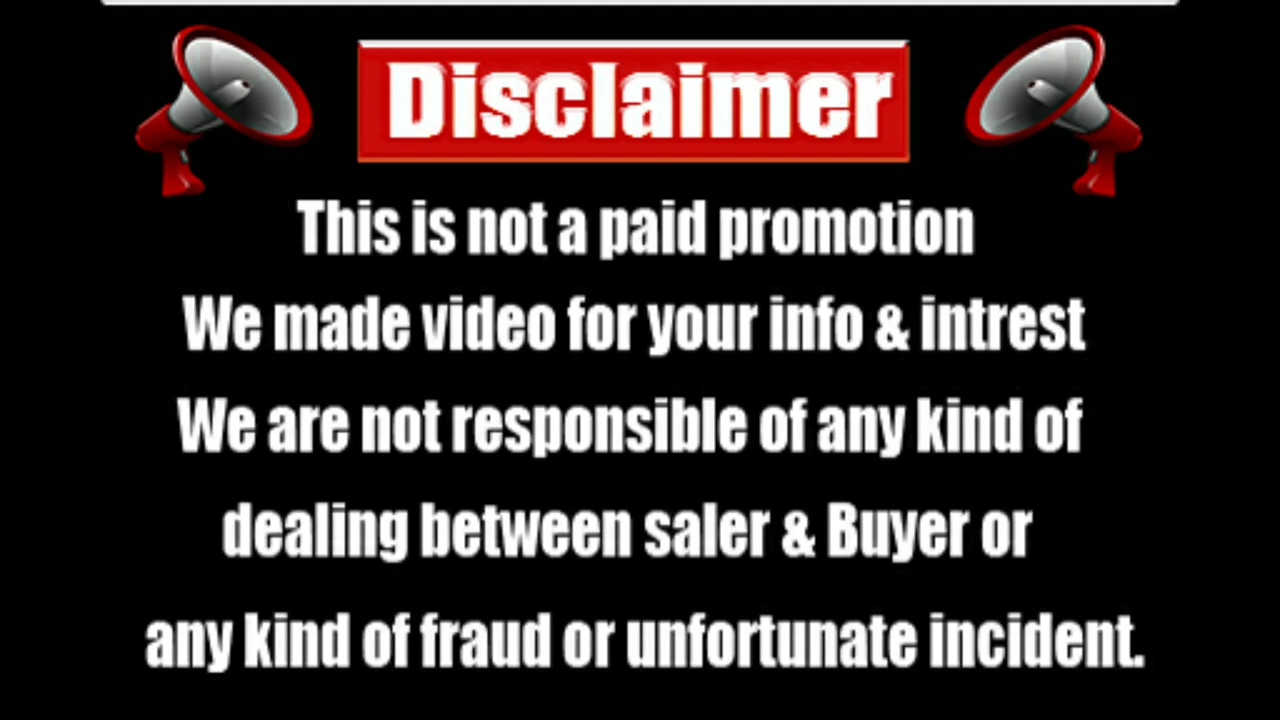 Disclaimer
This is not a paid promotion
We made video for your info & intrest
We are not responsible of any kind of
dealing between saler & Buyer or
any kind of fraud or unfortunate incident.